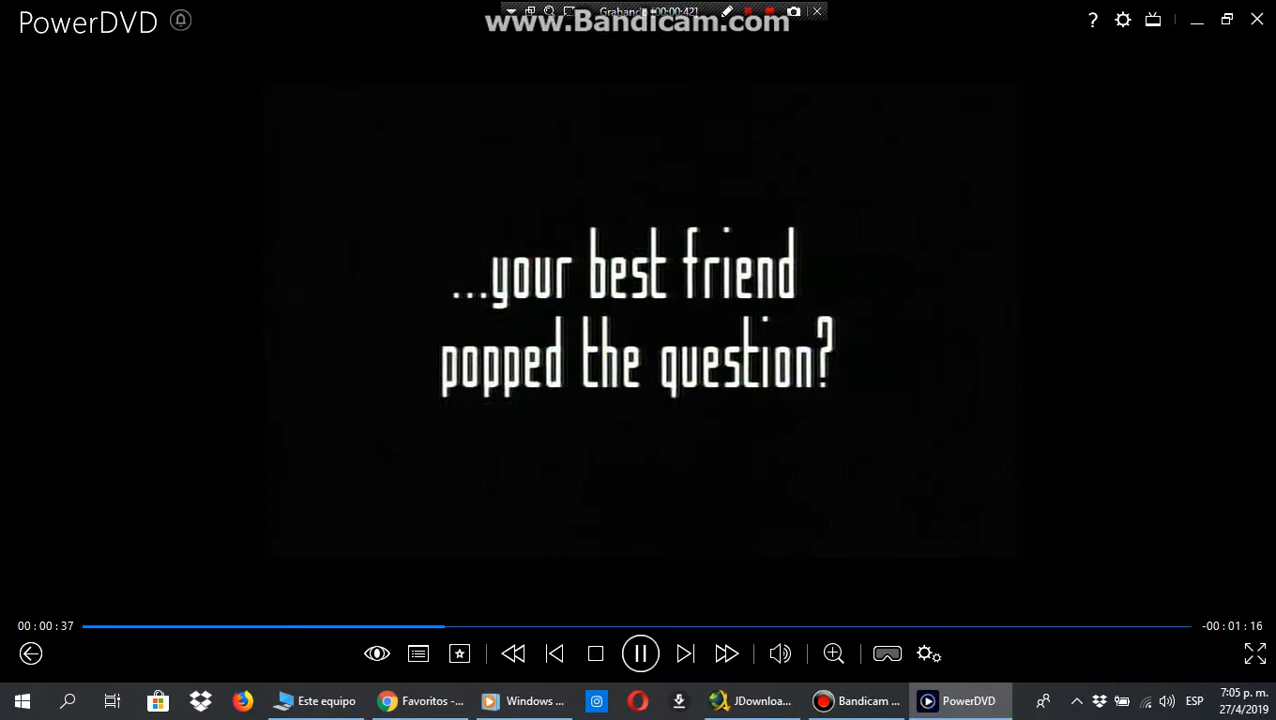 PowerDVD
www.Bandicam.com
?
...your best friend
popped the question?
00:00:37
-00:01:16
Este equipo
Favoritos -...
Windows ...
JDownloa...
Bandicam ...
PowerDVD
ESP
7:05 p. m.
27/4/2019